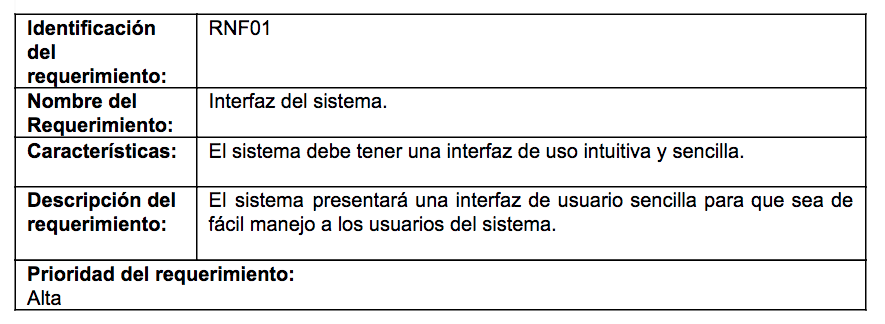 Identificación RNF01
del
requerimiento:
Nombre del Interfaz del sistema.
Requerimiento:
Características: El sistema debe tener una interfaz de uso intuitiva y sencilla.
Descripción del El sistema presentará una interfaz de usuario sencilla para que sea de
requerimiento: fácil manejo a los usuarios del sistema.
Prioridad del requerimiento:
Alta